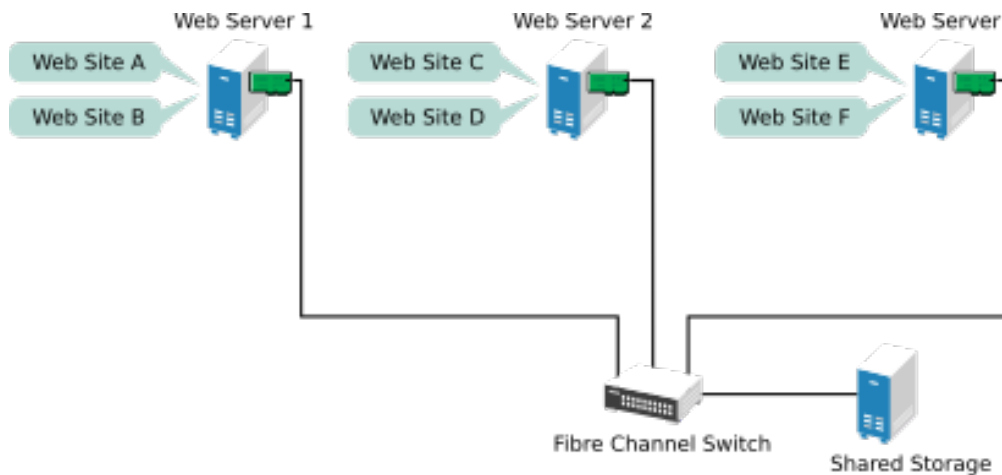 Web Server 1
Web Server 2
Web Server
Web Site A
Web Site C
Web Site E
Web Site B
Web Site D
Web Site F
Fibre Channel Switch
Shared Storage